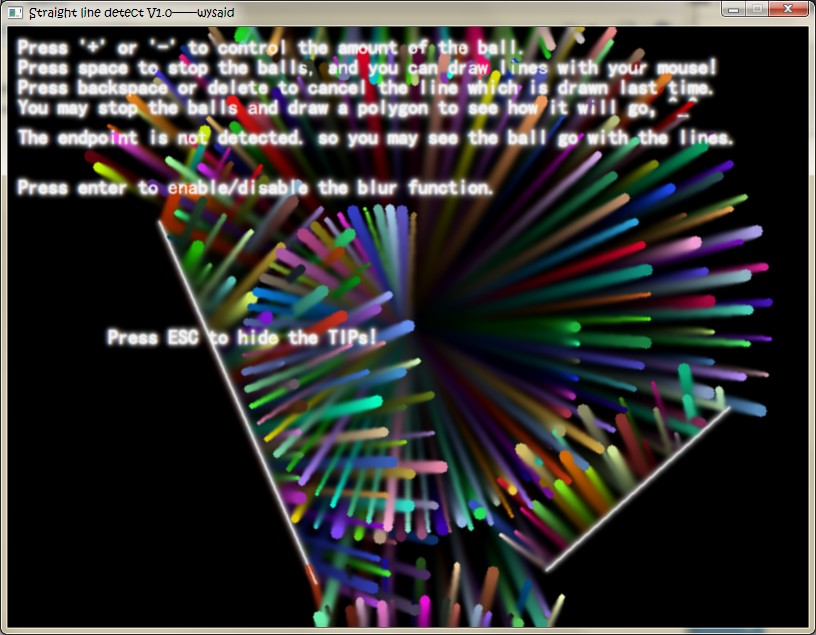 Straight line detect V1.0——wysaid
Press '+' or '-' to control the amount of the ball.
Press space to stop the balls, and you can draw lines with your mouse!
Press backspace or delete to cancel the line which is drawn last time.
You may stop the balls and draw a polygon to see how it will go, ^_^
The endpoint is not detected. so you may see the ball go with the lines.
Press enter to enable/disable the blur function.
Press ESC to hide the TIPs!